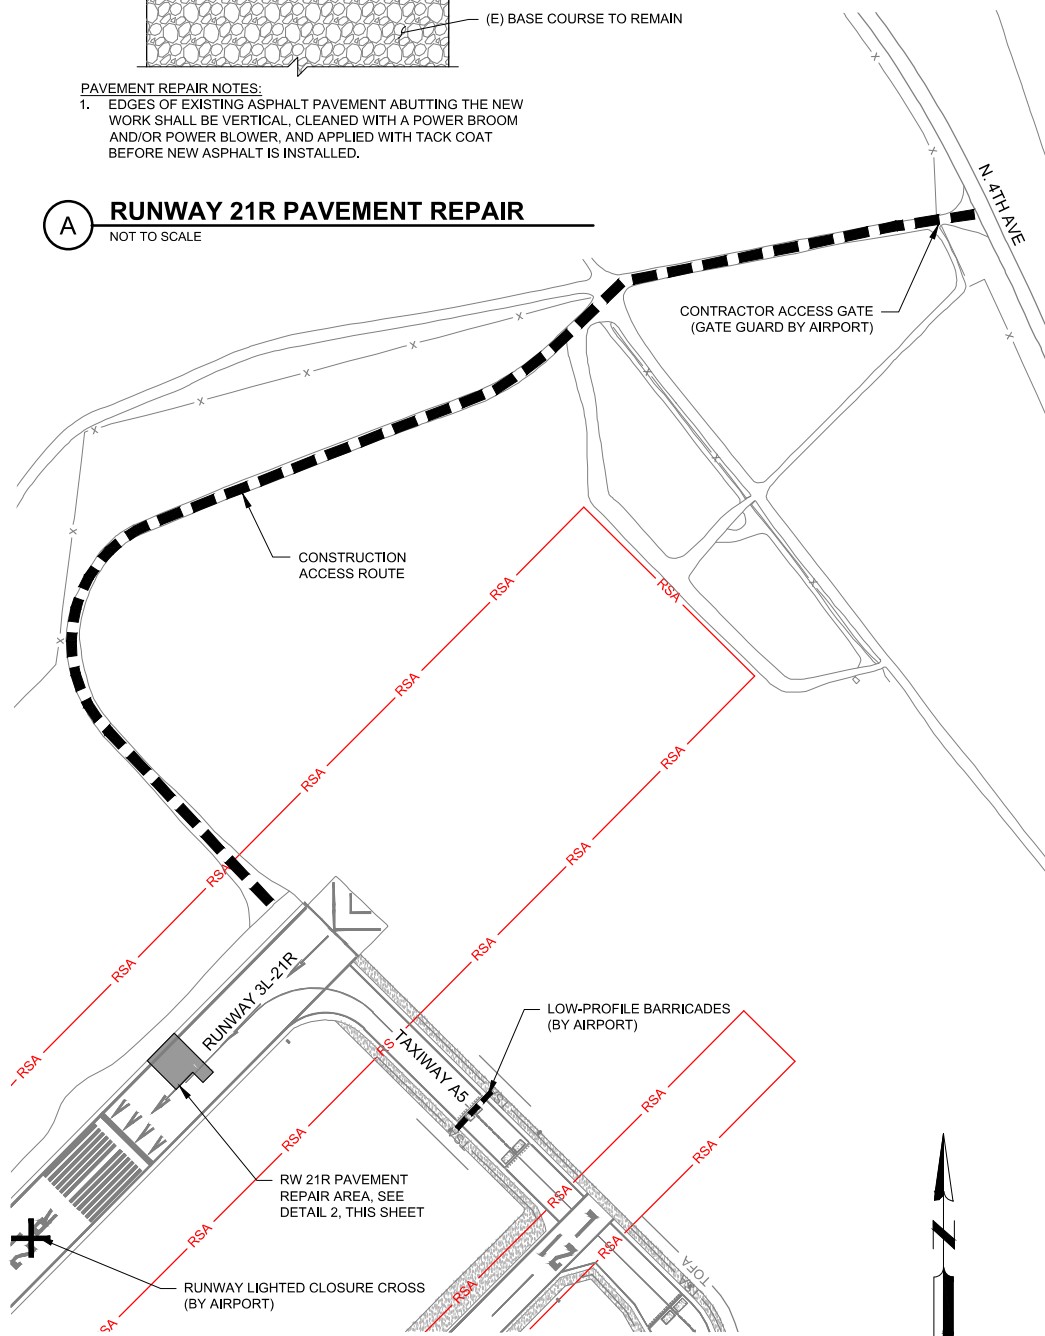 (E) BASE COURSE TO REMAIN
PAVEMENT REPAIR NOTES:
1. EDGES OF EXISTING ASPHALT PAVEMENT ABUTTING THE NEW
WORK SHALL BE VERTICAL, CLEANED WITH A POWER BROOM
AND/OR POWER BLOWER, AND APPLIED WITH TACK COAT
BEFORE NEW ASPHALT IS INSTALLED.
A
RUNWAY 21R PAVEMENT REPAIR
NOT TO SCALE
N. 4TH AVE
CONTRACTOR ACCESS GATE
(GATE GUARD BY AIRPORT)
X
X
X
X
X
X
X
X
X
X
X
X
CONSTRUCTION
ACCESS ROUTE
RSA
RSA
RSA
RSA
RSA
RSA
RSA
RSA
RSA
RSA
RUNWAY 3L-21R
LOW-PROFILE BARRICADES
(BY AIRPORT)
RS
TAXIWAY A5
RSA
RSA
RSA
RSA
TSA
RW 21R PAVEMENT
REPAIR AREA, SEE
DETAIL 2, THIS SHEET
RSA
RSA
RSA
21
TOFA
RUNWAY LIGHTED CLOSURE CROSS
(BY AIRPORT)
RSA
SA
N